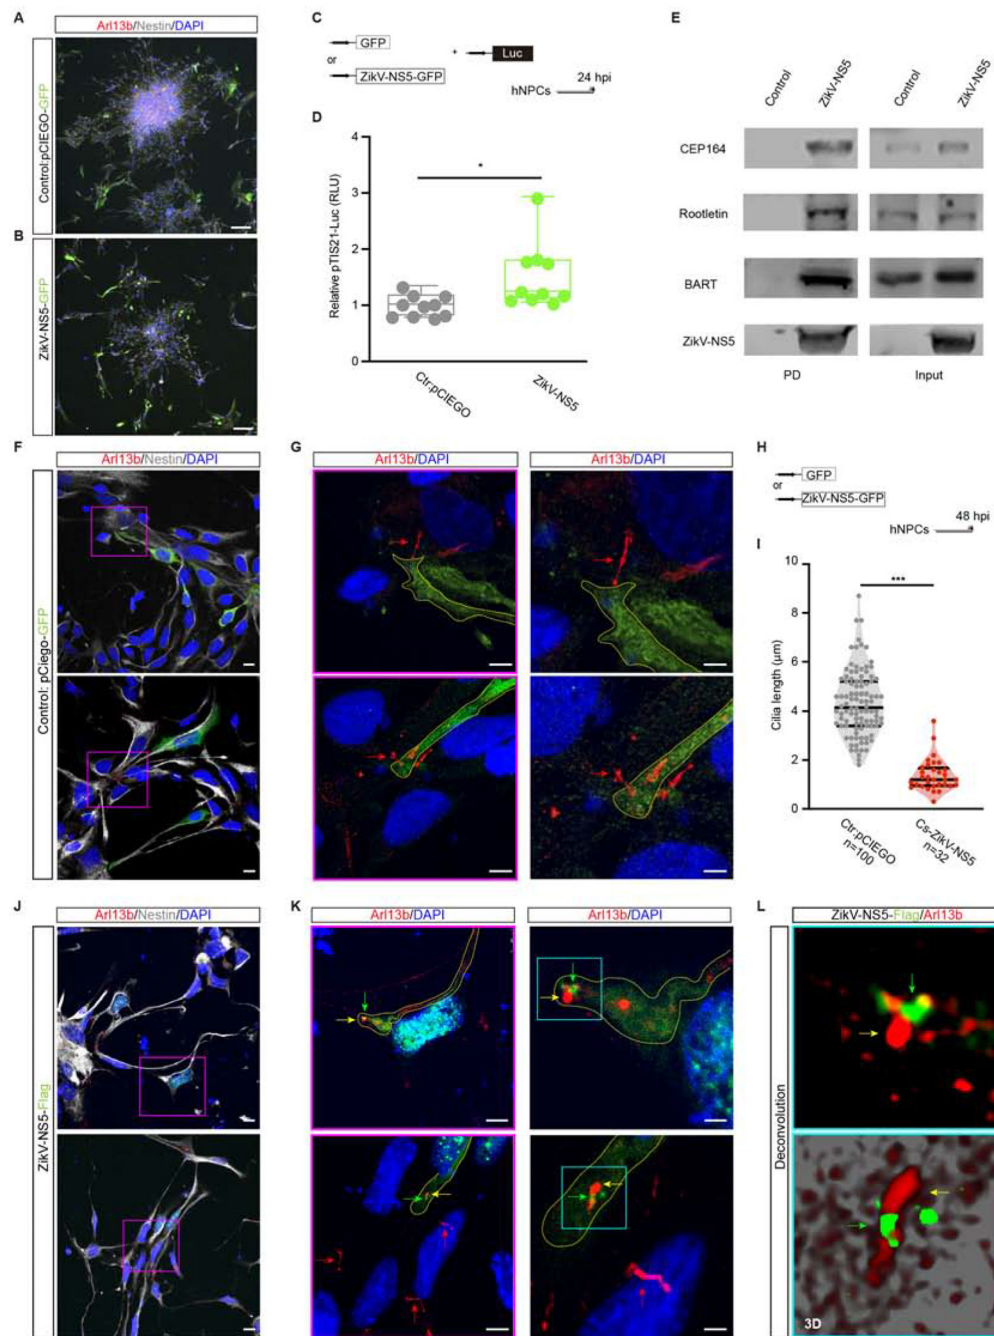 A
Arl13b/Nestin/DAPI
Control:pCIEGO-GFP
B
ZikV-NS5-GFP
C
GFP
+
Luc
or
ZikV-NS5-GFP
24 hpi
hNPCs
D
Relative pTIS21-Luc (RLU)
4
3
2
1
0
*
Ctr:pCIEGO
ZikV-NS5
E
Control
ZikV-NS5
Control
ZikV-NS5
CEP164
Rootletin
BART
ZikV-NS5
PD
Input
F
Arl13b/Nestin/DAPI
Control: pCiego-GFP
G
Arl13b/DAPI
Arl13b/DAPI
H
GFP
or
ZikV-NS5-GFP
48 hpi
hNPCs
I
Cilia length (μm)
10
8
6
4
2
0
***
Ctr:pCIEGO
n=100
Cs-ZikV-NS5
n=32
J
Arl13b/Nestin/DAPI
ZikV-NS5-Flag
K
Arl13b/DAPI
Arl13b/DAPI
L
ZikV-NS5-Flag/Arl13b
Deconvolution
3D